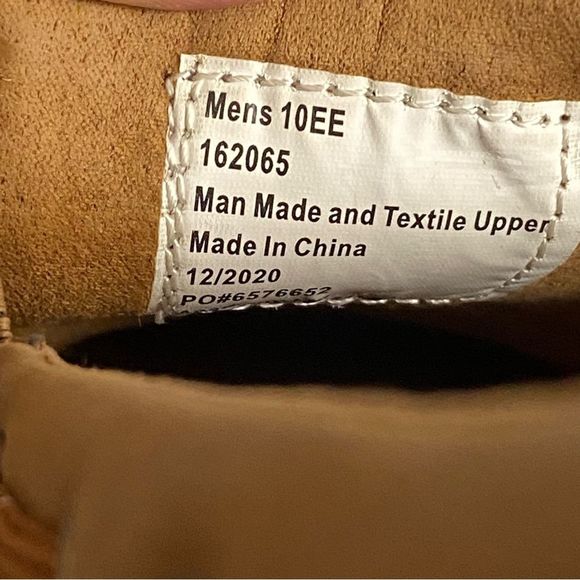 Mens 10EE
162065
Man Made and Textile Upper
Made In China
12/2020
PO#6576652